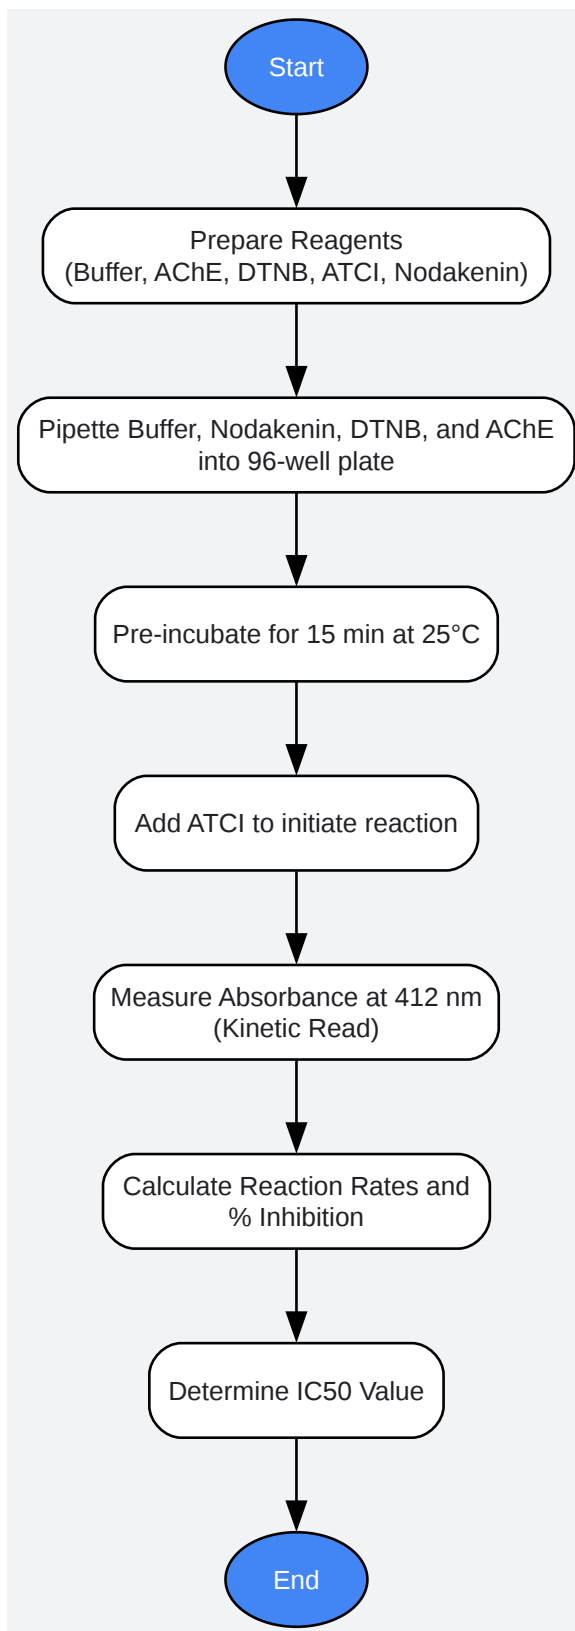 Start
Prepare Reagents
(Buffer, AChE, DTNB, ATCI, Nodakenin)
Pipette Buffer, Nodakenin, DTNB, and AChE
into 96-well plate
Pre-incubate for 15 min at 25°C
Add ATCI to initiate reaction
Measure Absorbance at 412 nm
(Kinetic Read)
Calculate Reaction Rates and
% Inhibition
Determine IC50 Value
End